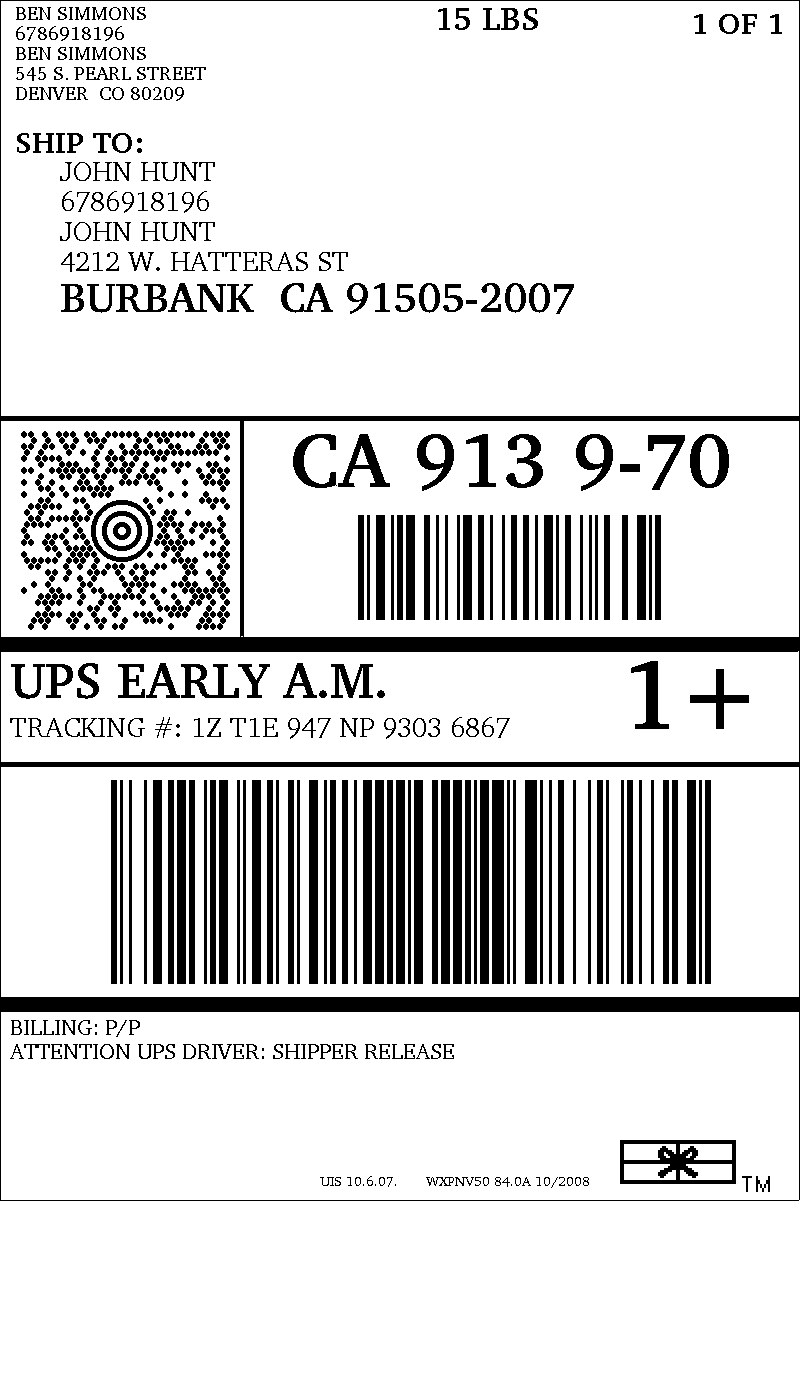 BEN SIMMONS
6786918196
BEN SIMMONS
545 S. PEARL STREET
DENVER  CO 80209
15 LBS
1 OF 1
SHIP TO:
JOHN HUNT
6786918196
JOHN HUNT
4212 W. HATTERAS ST
BURBANK  CA 91505-2007
CA 913 9-70
UPS EARLY A.M.
TRACKING #: 1Z T1E 947 NP 9303 6867
1+
BILLING: P/P
ATTENTION UPS DRIVER: SHIPPER RELEASE
UIS 10.6.07.   WXPNV50 84.0A 10/2008
TM